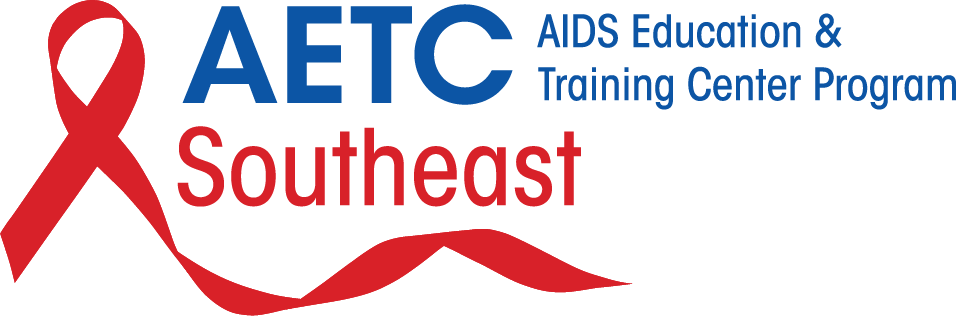 AETC
AIDS Education &
Training Center Program
Southeast